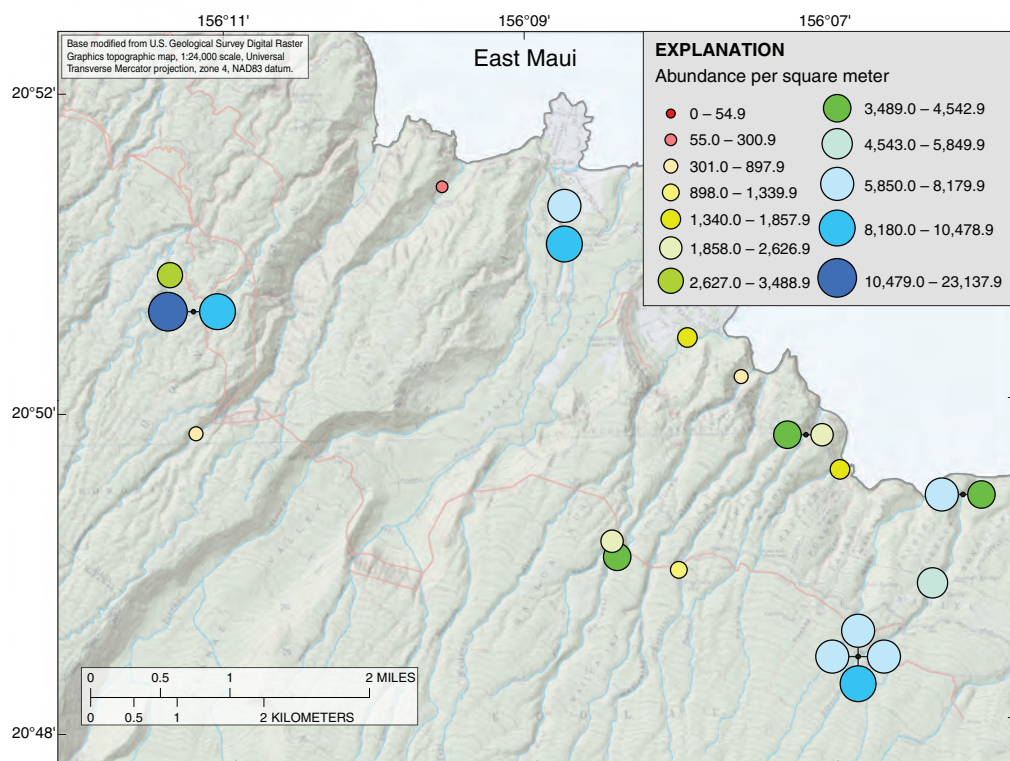 156°11' 156°09' 156°07'
Base modified from U.S. Geological Survey Digital Raster
Graphics topographic map, 1:24,000 scale, Universal
Transverse Mercator projection, zone 4, NAD83 datum.
East Maui
EXPLANATION
Abundance per square meter
0 – 54.9
55.0 – 300.9
301.0 – 897.9
898.0 – 1,339.9
1,340.0 – 1,857.9
1,858.0 – 2,626.9
2,627.0 – 3,488.9
3,489.0 – 4,542.9
4,543.0 – 5,849.9
5,850.0 – 8,179.9
8,180.0 – 10,478.9
10,479.0 – 23,137.9
20°52'
20°50'
20°48'
0 0.5 1 2 MILES
0 0.5 1 2 KILOMETERS